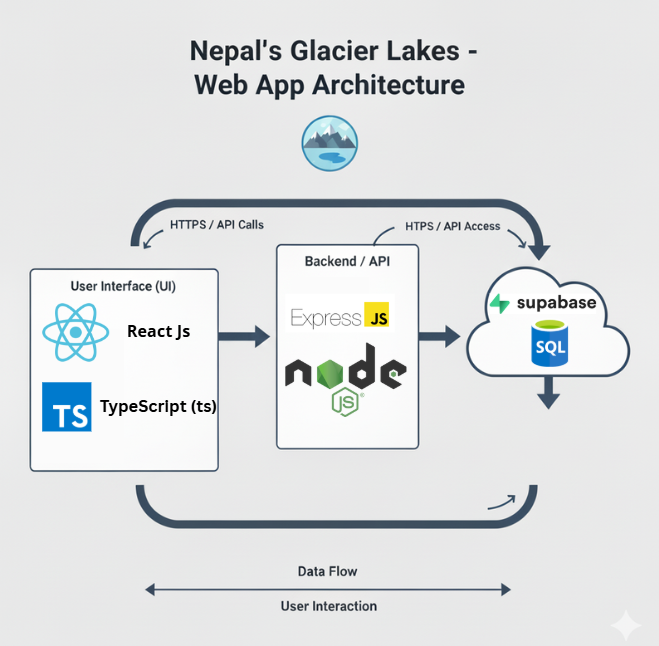 Nepal's Glacier Lakes -
Web App Architecture
HTTPS / API Calls
HTPS / API Access
User Interface (UI)
React Js
TS
TypeScript (ts)
Backend / API
Express JS
node
JS
supabase
SQL
Data Flow
User Interaction